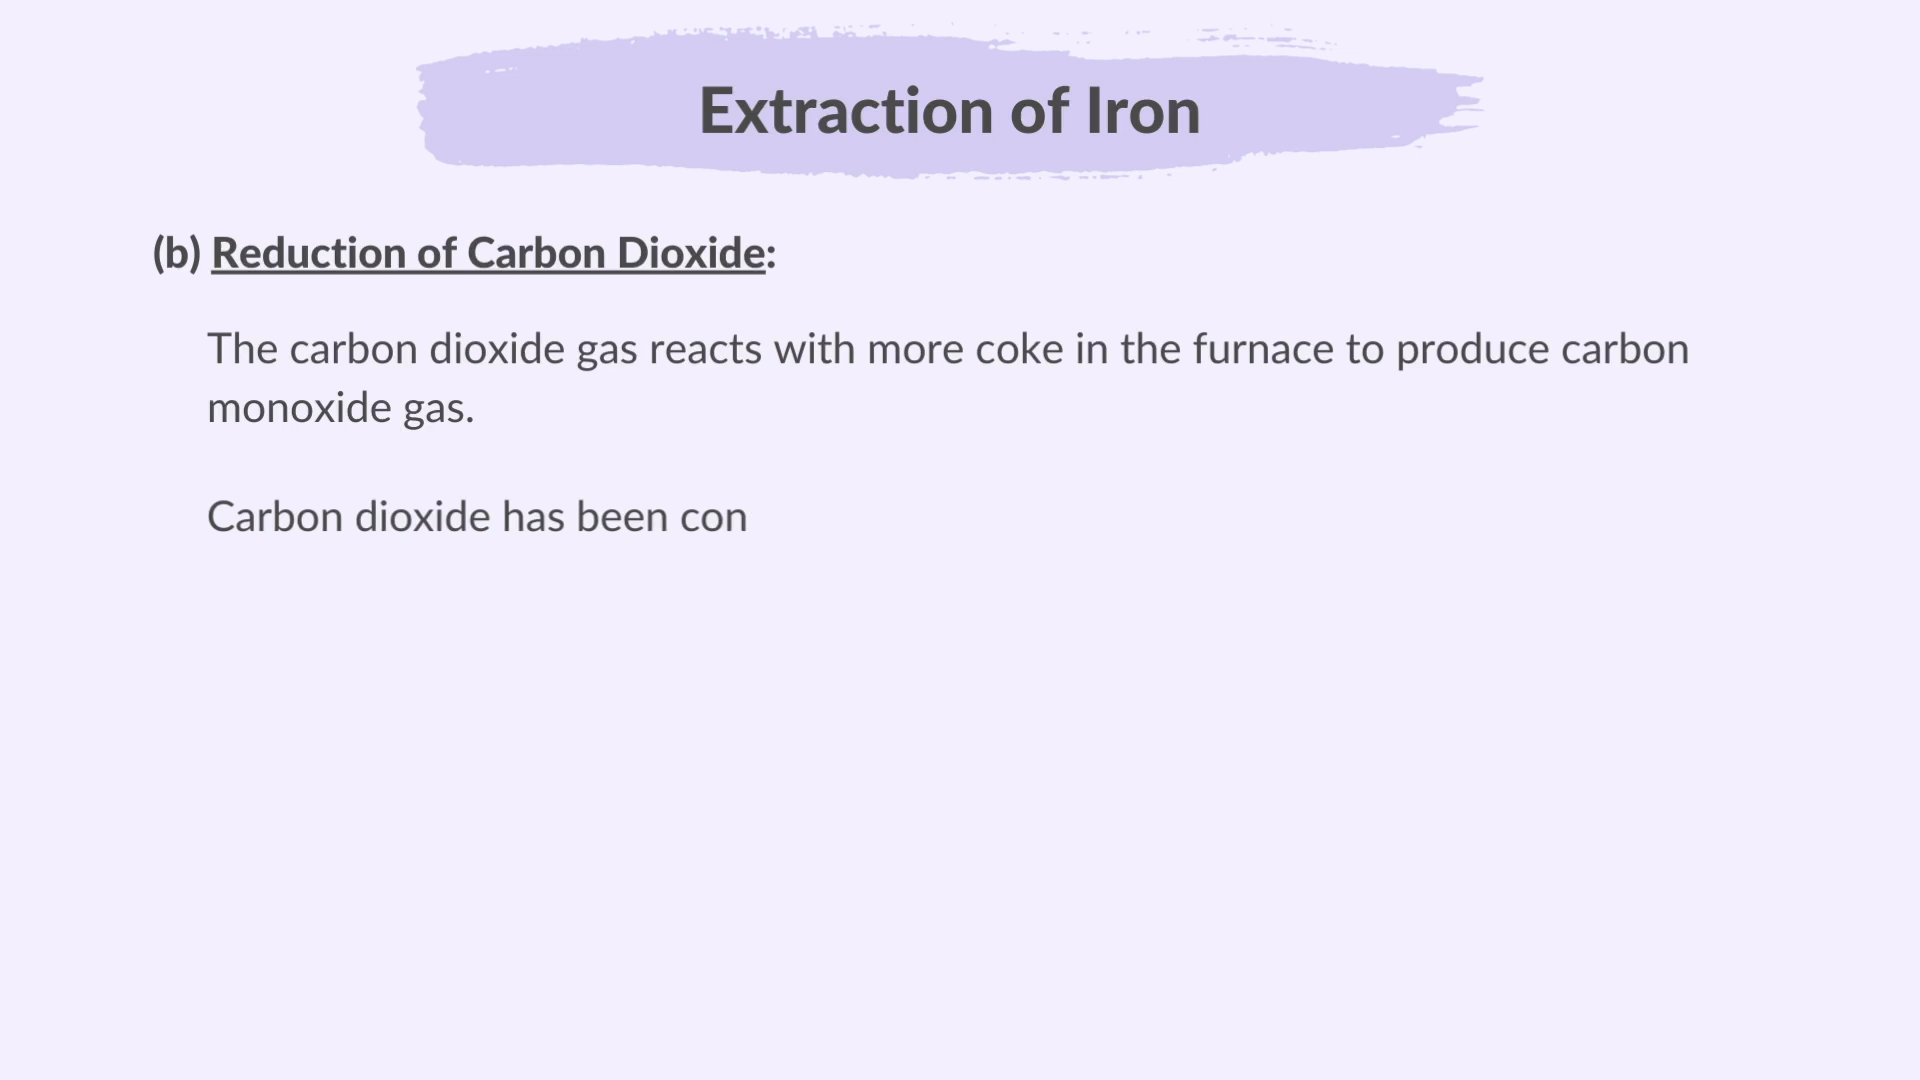 Extraction of Iron
(b) Reduction of Carbon Dioxide:
The carbon dioxide gas reacts with more coke in the furnace to produce carbon
monoxide gas.
Carbon dioxide has been con